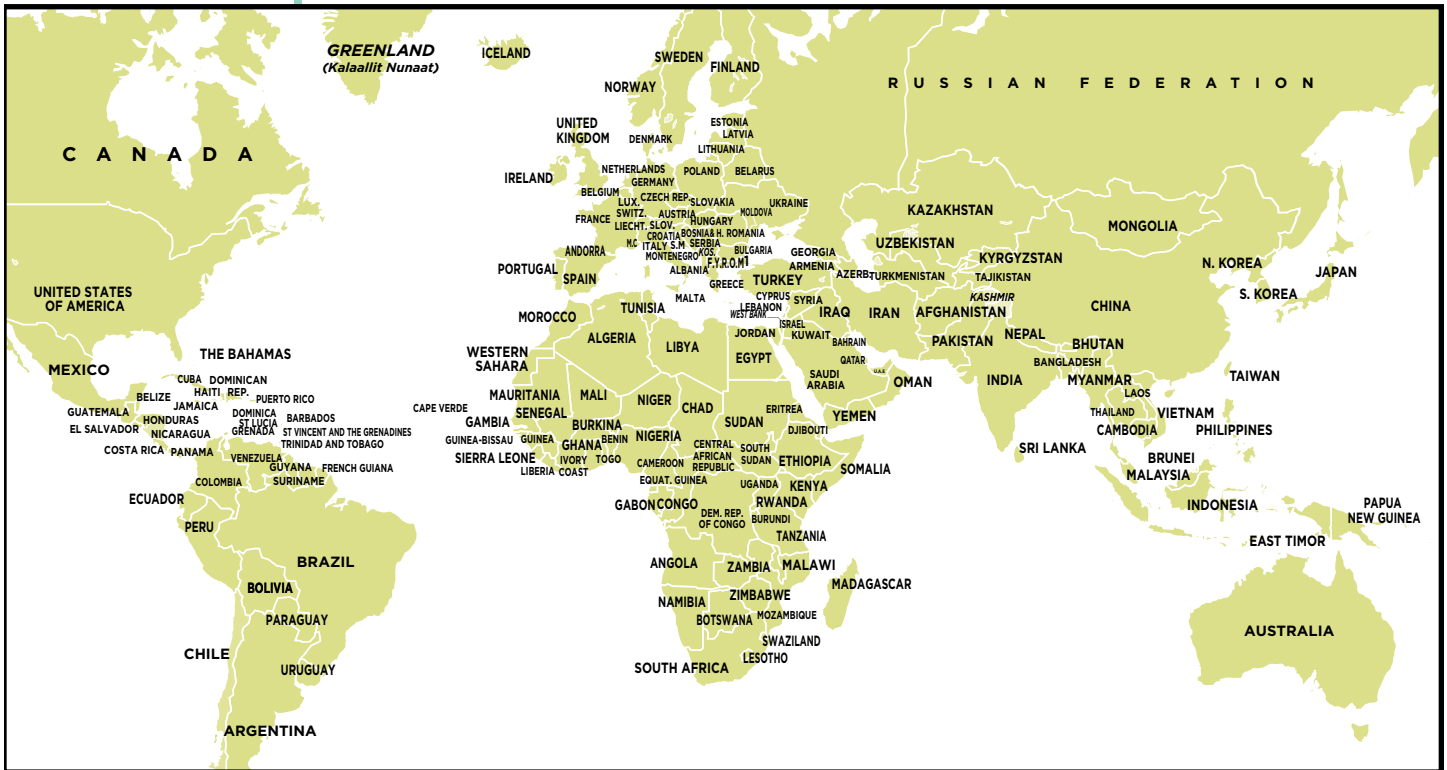 GREENLAND
(Kalaallit Nunaat)
ICELAND
SWEDEN
FINLAND
NORWAY
RUSSIAN FEDERATION
CANADA
UNITED
KINGDOM
DENMARK
ESTONIA
LATVIA
LITHUANIA
IRELAND
NETHERLANDS
GERMANY
POLAND
BELARUS
BELGIUM
LUX.
CZECH REP.
SLOVAKIA
UKRAINE
FRANCE
SWITZ.
AUSTRIA
MOLDOVA
LIECHT.
SLOV.
HUNGARY
CROATIA
BOSNIA& H.
ROMANIA
M.C
ITALY
S.M
SERBIA
ANDORRA
MONTENEGRO
KOS.
BULGARIA
PORTUGAL
SPAIN
ALBANIA
F.Y.R.O.M1
GREECE
TURKEY
GEORGIA
ARMENIA
AZERB.
KAZAKHSTAN
UZBEKISTAN
TURKMENISTAN
KYRGYZSTAN
TAJIKISTAN
MONGOLIA
N. KOREA
S. KOREA
JAPAN
KASHMIR
CHINA
UNITED STATES
OF AMERICA
MALTA
CYPRUS
LEBANON
WEST BANK
SYRIA
ISRAEL
IRAQ
IRAN
AFGHANISTAN
TUNISIA
MOROCCO
ALGERIA
LIBYA
EGYPT
JORDAN
KUWAIT
BAHRAIN
QATAR
U.A.E
SAUDI
ARABIA
OMAN
YEMEN
PAKISTAN
NEPAL
BHUTAN
BANGLADESH
INDIA
MYANMAR
LAOS
THAILAND
VIETNAM
CAMBODIA
TAIWAN
PHILIPPINES
SRI LANKA
BRUNEI
MALAYSIA
INDONESIA
PAPUA
NEW GUINEA
EAST TIMOR
AUSTRALIA
WESTERN
SAHARA
MAURITANIA
MALI
NIGER
CHAD
SUDAN
ERITREA
DJIBOUTI
CAPE VERDE
SENEGAL
GAMBIA
BURKINA
GUINEA-BISSAU
GUINEA
GHANA
BENIN
NIGERIA
SIERRA LEONE
IVORY
COAST
TOGO
LIBERIA
CAMEROON
CENTRAL
AFRICAN
REPUBLIC
SOUTH
SUDAN
ETHIOPIA
SOMALIA
EQUAT. GUINEA
UGANDA
KENYA
GABON
CONGO
RWANDA
DEM. REP.
OF CONGO
BURUNDI
TANZANIA
ANGOLA
ZAMBIA
MALAWI
MADAGASCAR
ZIMBABWE
NAMIBIA
BOTSWANA
MOZAMBIQUE
SWAZILAND
LESOTHO
SOUTH AFRICA
THE BAHAMAS
MEXICO
CUBA
DOMINICAN
REP.
HAITI
BELIZE
JAMAICA
PUERTO RICO
GUATEMALA
HONDURAS
DOMINICA
BARBADOS
EL SALVADOR
ST LUCIA
NICARAGUA
GRENADA
ST VINCENT AND THE GRENADINES
TRINIDAD AND TOBAGO
COSTA RICA
PANAMA
VENEZUELA
GUYANA
FRENCH GUIANA
COLOMBIA
SURINAME
ECUADOR
PERU
BRAZIL
BOLIVIA
PARAGUAY
CHILE
URUGUAY
ARGENTINA